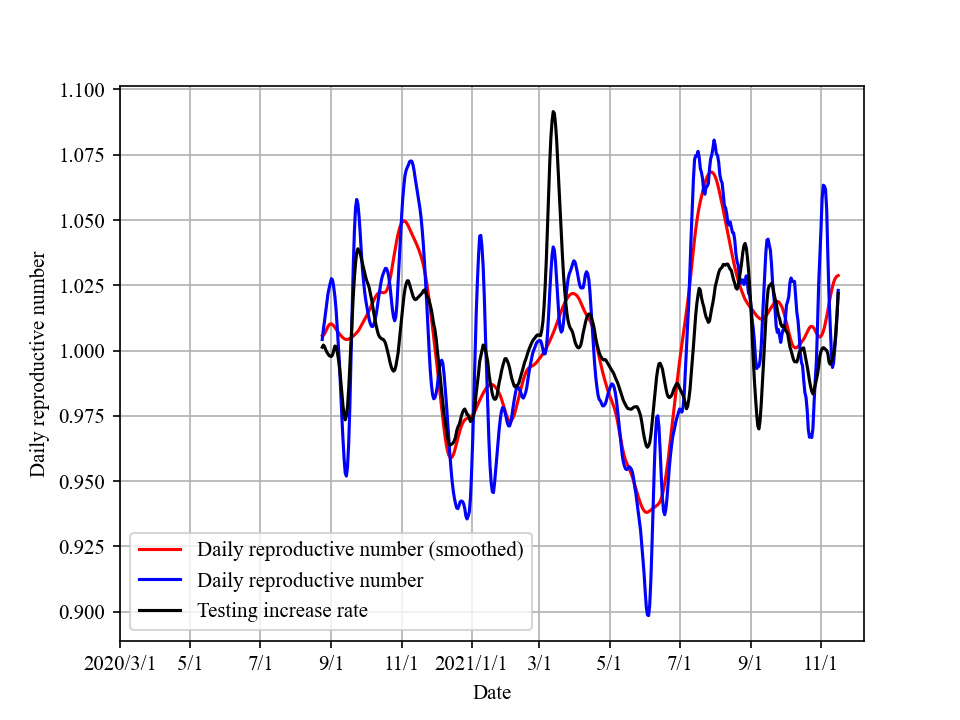 1.100
1.075
1.050
1.025
1.000
0.975
0.950
0.925
0.900
Daily reproductive number
Daily reproductive number (smoothed)
Daily reproductive number
Testing increase rate
2020/3/1 5/1 7/1 9/1 11/1 2021/1/1 3/1 5/1 7/1 9/1 11/1
Date